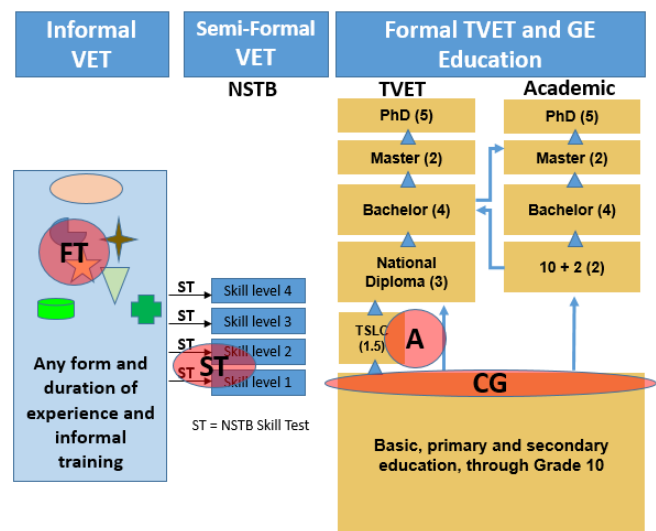 Informal
VET
Semi-Formal
VET
Formal TVET and GE
Education
NSTB
TVET
Academic
PhD (5)
PhD (5)
Master (2)
Master (2)
Bachelor (4)
Bachelor (4)
National
Diploma (3)
10 + 2 (2)
FT
ST
Skill level 4
ST
Skill level 3
ST
Skill level 2
ST
Skill level 1
ST
TSLC
(1.5)
A
CG
Any form and
duration of
experience and
informal
training
ST = NSTB Skill Test
Basic, primary and secondary
education, through Grade 10